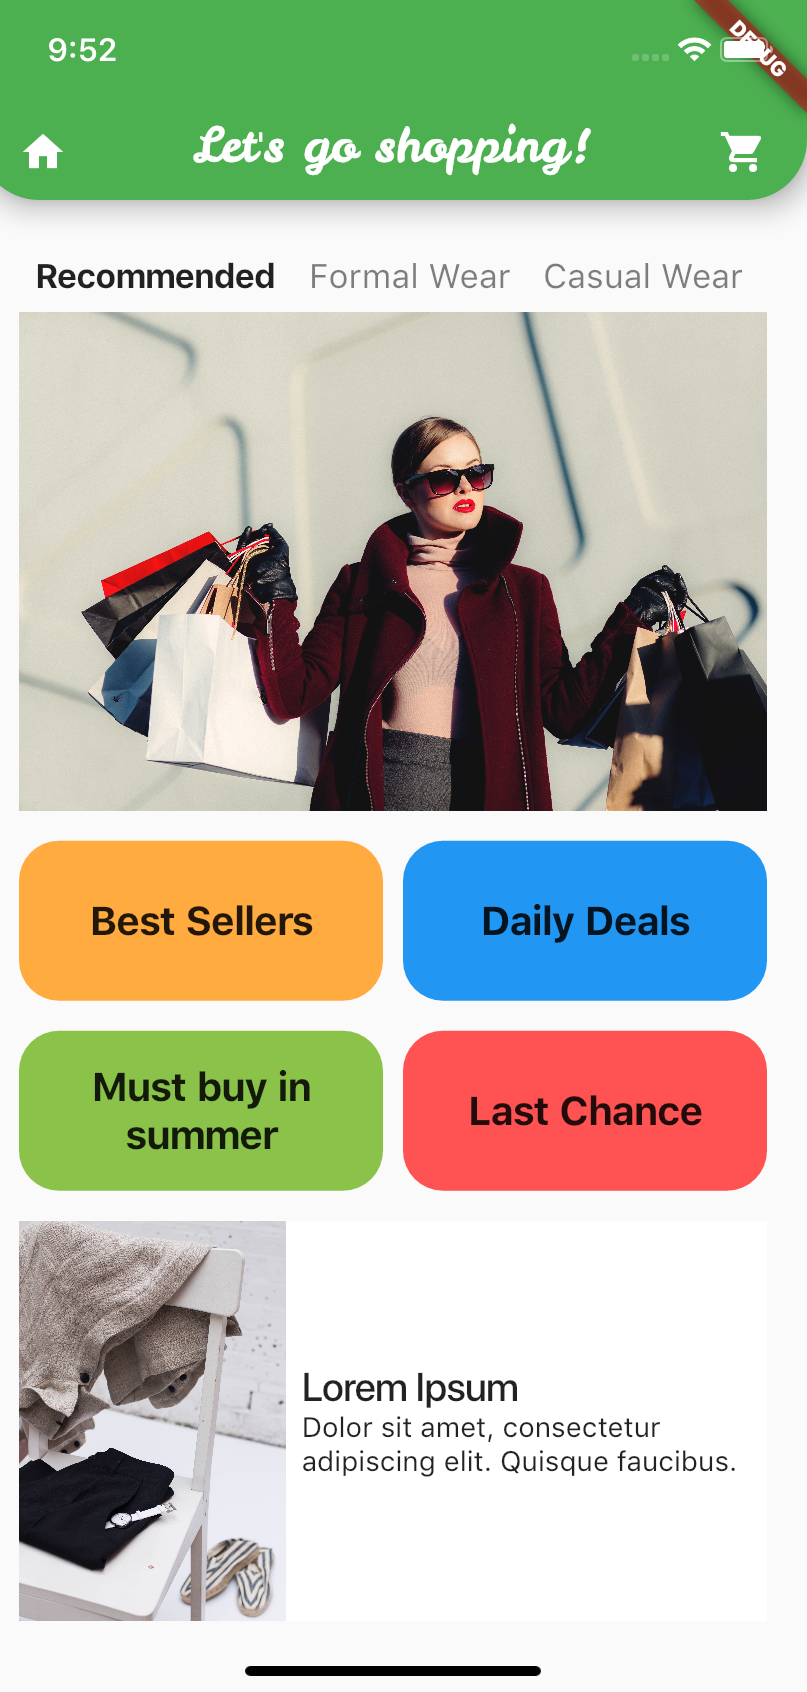 9:52
DEBUG
Let's go shopping!
Recommended Formal Wear Casual Wear
Best Sellers
Daily Deals
Must buy in
summer
Last Chance
Lorem Ipsum
Dolor sit amet, consectetur
adipiscing elit. Quisque faucibus.